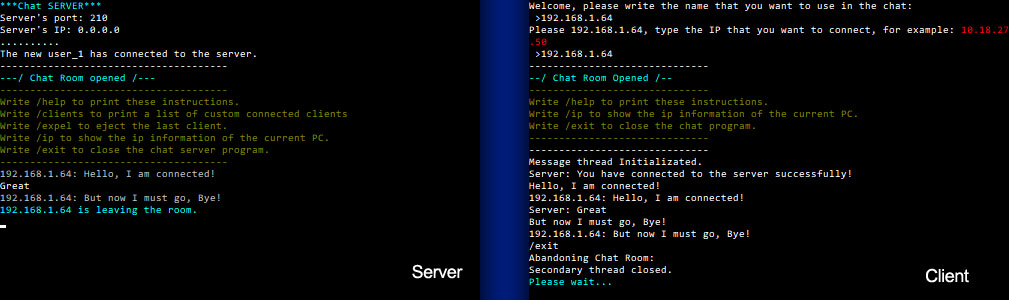 ***Chat SERVER***
Server's port: 210
Server's IP: 0.0.0.0
..........
The new user_1 has connected to the server.
--------------------------------------
---/ Chat Room opened /---
--------------------------------------
Write /help to print these instructions.
Write /clients to print a list of custom connected clients
Write /expel to eject the last client.
Write /ip to show the ip information of the current PC.
Write /exit to close the chat server program.
--------------------------------------
192.168.1.64: Hello, I am connected!
Great
192.168.1.64: But now I must go, Bye!
192.168.1.64 is leaving the room.
Server
Welcome, please write the name that you want to use in the chat:
>192.168.1.64
Please 192.168.1.64, type the IP that you want to connect, for example: 10.18.27
.50
>192.168.1.64
------------------------------
--/ Chat Room Opened /--
------------------------------
Write /help to print these instructions.
Write /ip to show the ip information of the current PC.
Write /exit to close the chat program.
------------------------------
------------------------------
Message thread Initializated.
Server: You have connected to the server successfully!
Hello, I am connected!
192.168.1.64: Hello, I am connected!
Server: Great
But now I must go, Bye!
192.168.1.64: But now I must go, Bye!
/exit
Abandoning Chat Room:
Secondary thread closed.
Please wait...
Client